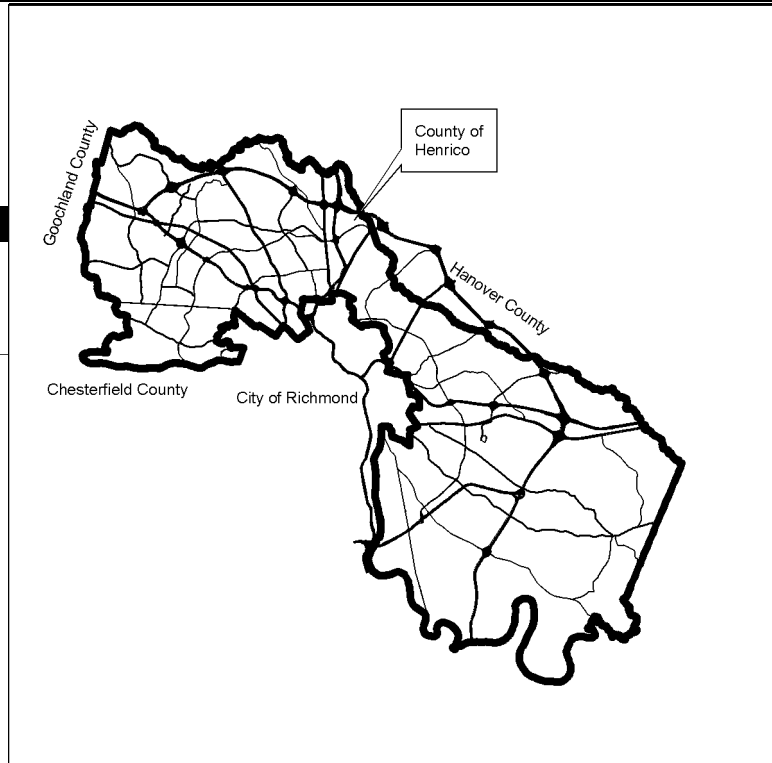 County of
Henrico
Goochland County
Hanover County
Chesterfield County
City of Richmond